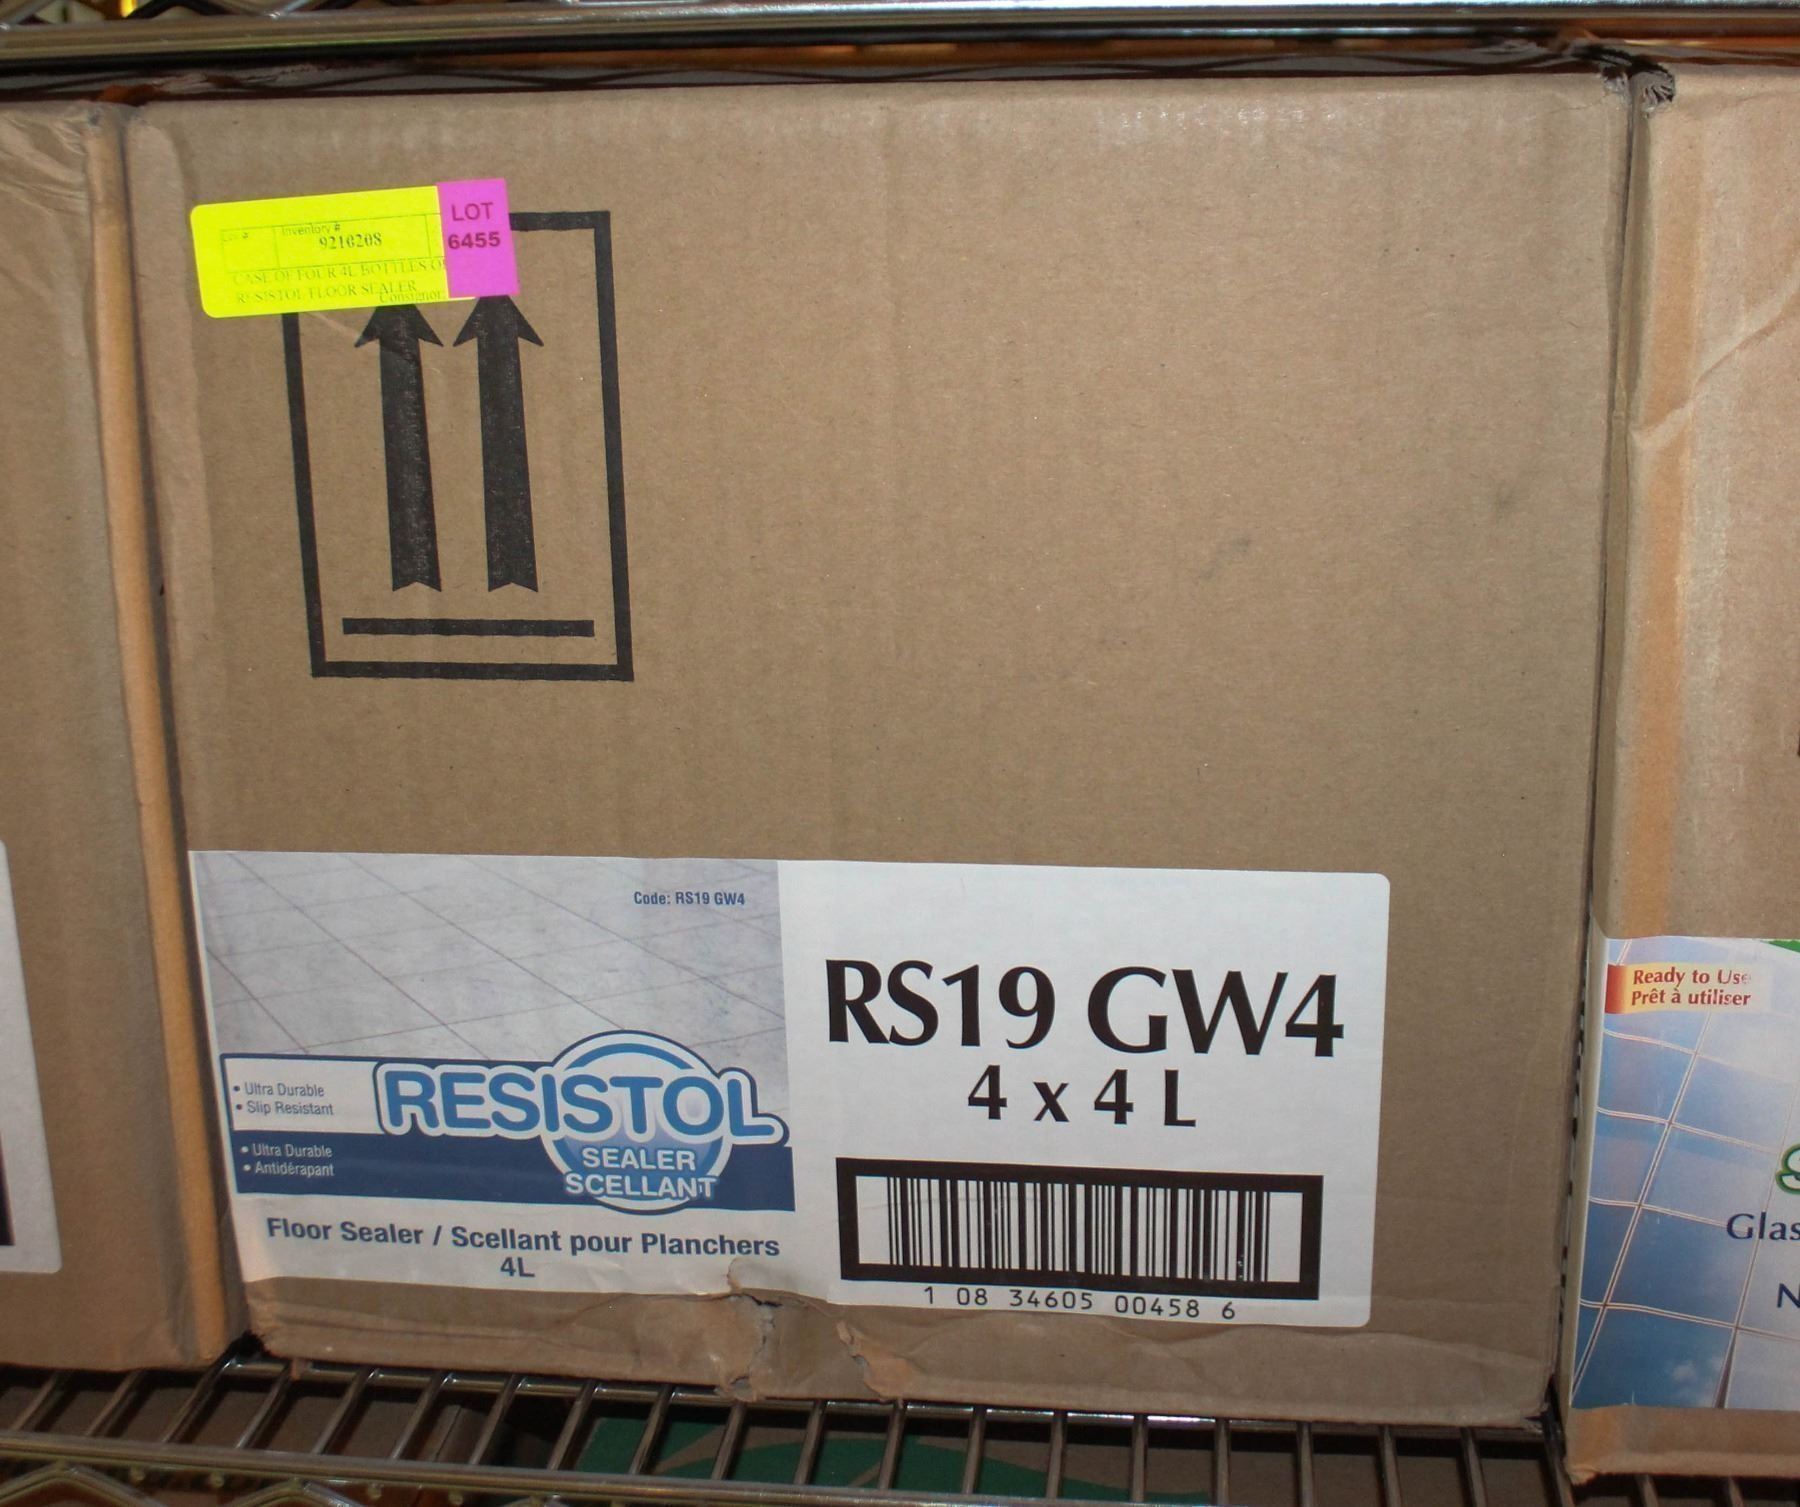 LOT
6455
Inventory #
921020S
CASE OF FOUR 4L BOTTLES
RESISTOL FLOOR SEALER
Consignor
Code: RS19 GW4
• Ultra Durable
• Slip Resistant
• Ultra Durable
• Antidérapant
RESISTOL
SEALER
SCELLANT
Floor Sealer / Scellant pour Planchers
4L
RS19 GW4
4 x 4 L
1 08 34605 00458 6
Ready to Use
Prêt à utiliser
Glas
N